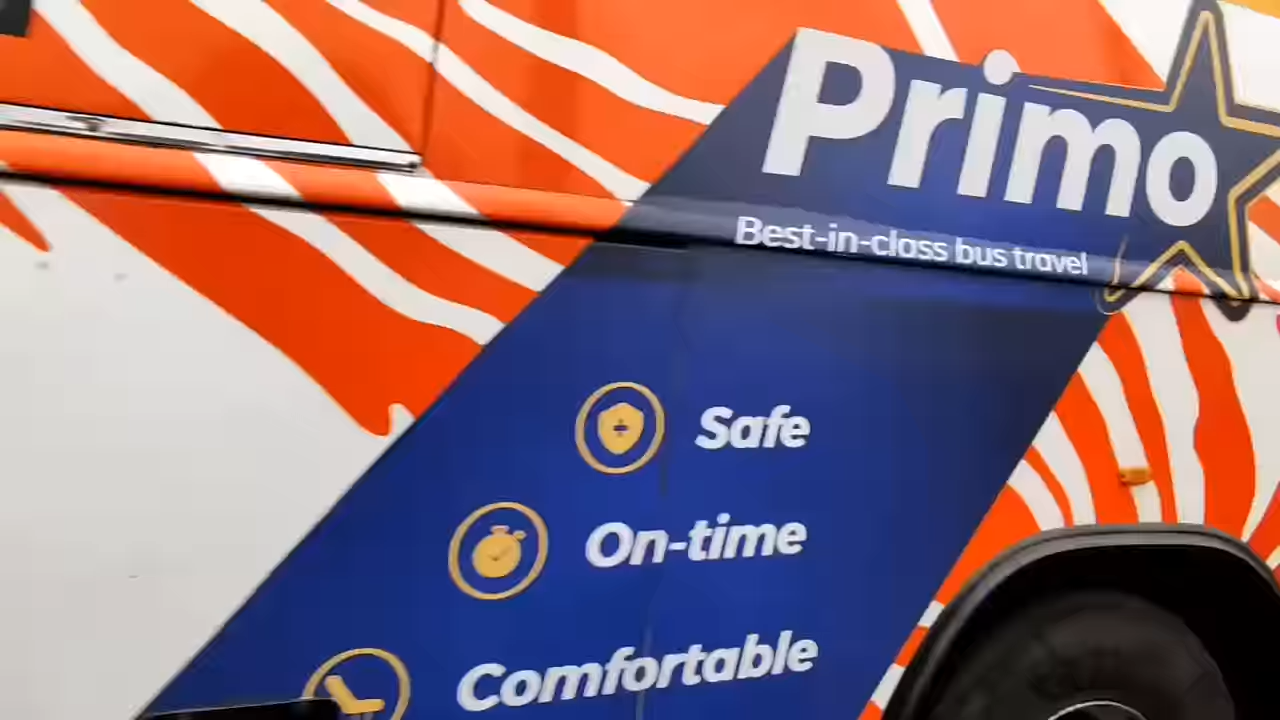 Primo
Best-in-class bus travel
Safe
On-time
Comfortable